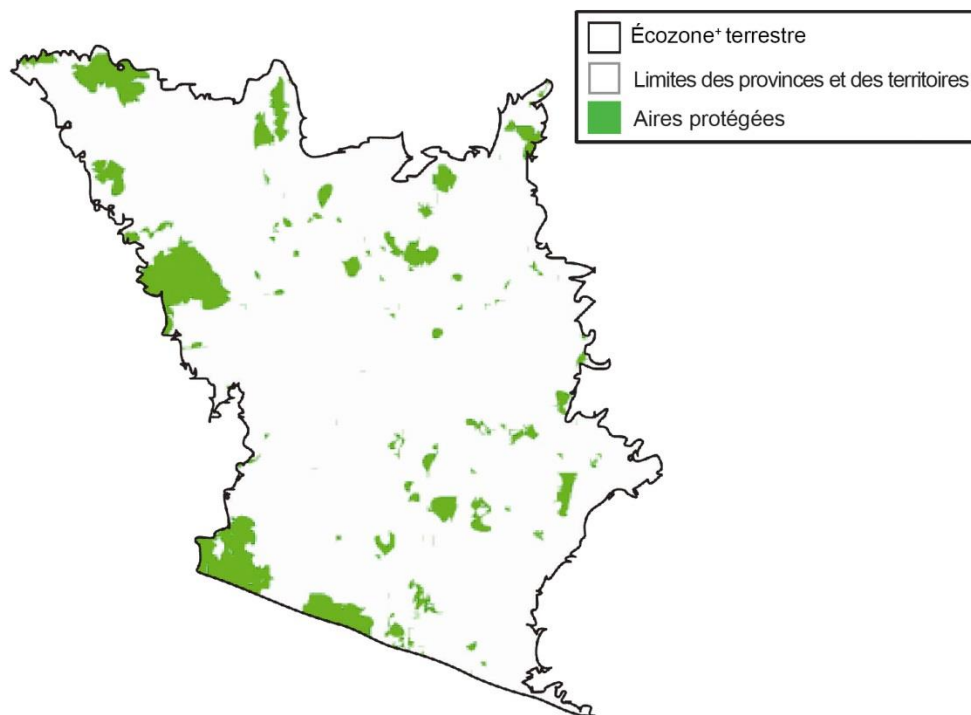 Écozone⁺ terrestre
Limites des provinces et des territoires
Aires protégées